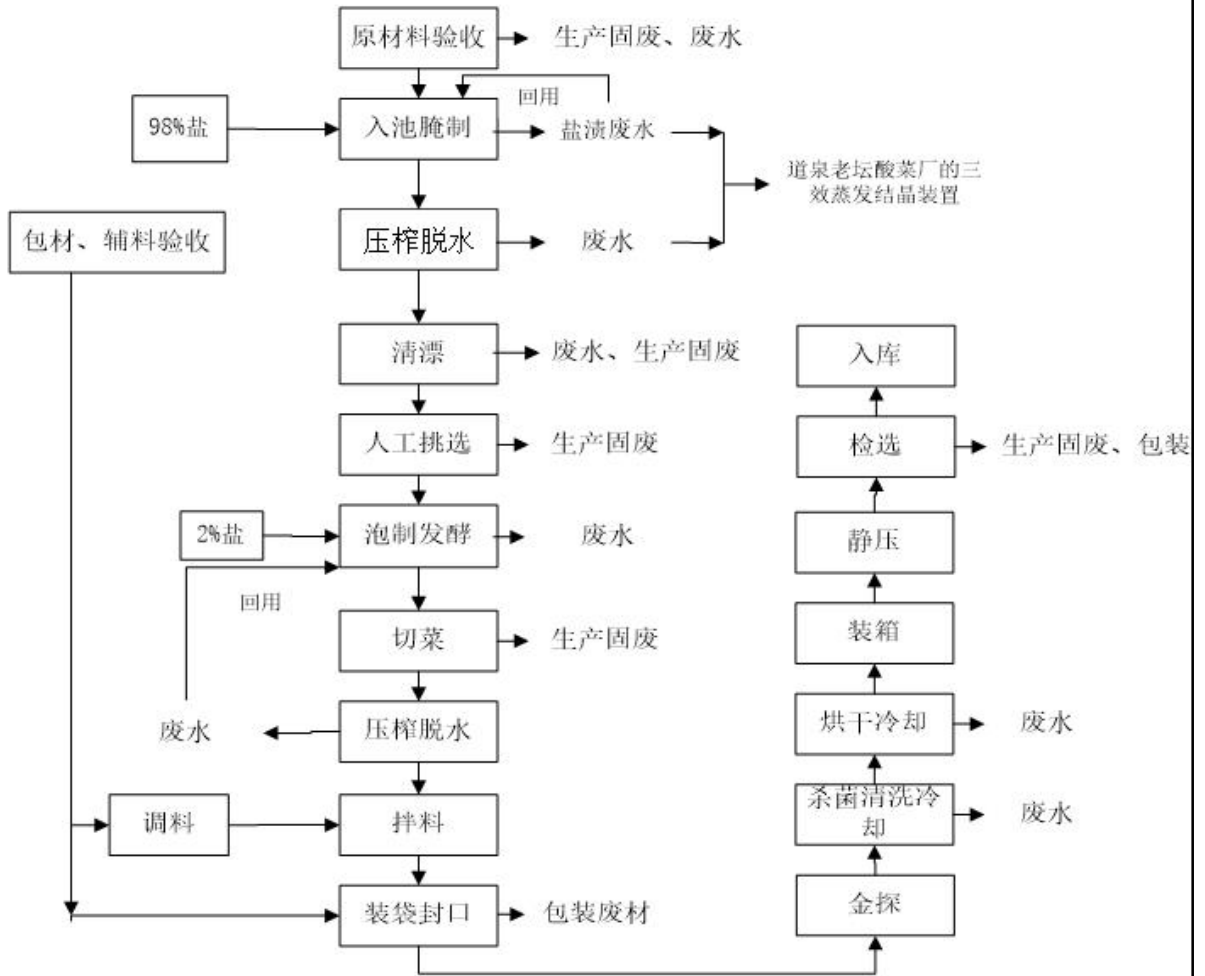 原材料验收
生产固废、废水
回用
98%盐
入池腌制
盐渍废水
道泉老坛酸菜厂的三
效蒸发结晶装置
包材、辅料验收
压榨脱水
废水
清漂
废水、生产固废
入库
人工挑选
生产固废
检选
生产固废、包装
2%盐
泡制发酵
废水
静压
回用
切菜
生产固废
装箱
废水
压榨脱水
烘干冷却
废水
调料
拌料
杀菌清洗冷
却
废水
装袋封口
包装废材
金探